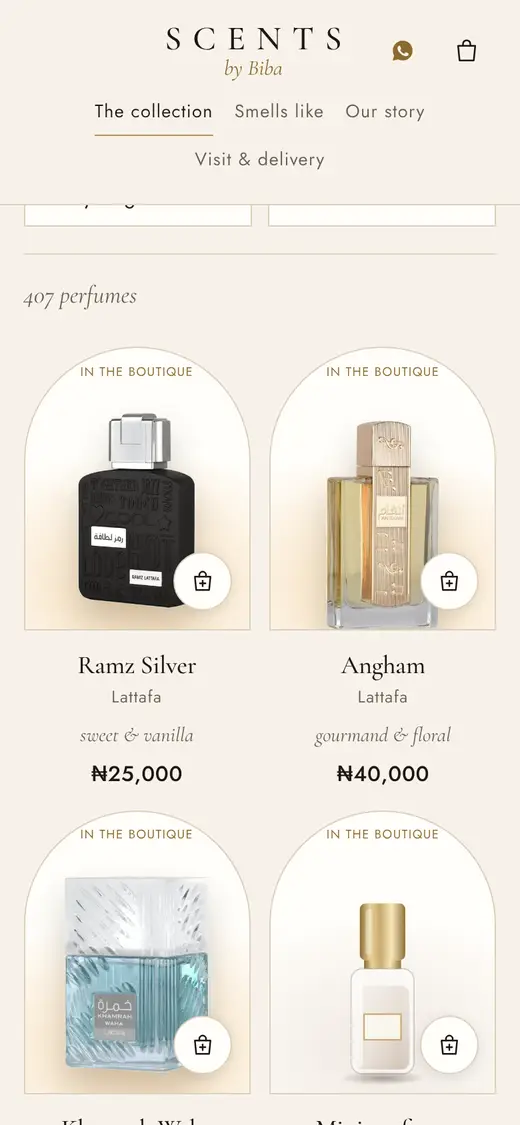 SCENTS
by Biba
The collection Smells like Our story
Visit & delivery
407 perfumes
IN THE BOUTIQUE
IN THE BOUTIQUE
رمز لطافة
RAMZ LATTAFA
Ramz Silver
Lattafa
sweet & vanilla
₦25,000
Angham
Lattafa
gourmand & floral
₦40,000
IN THE BOUTIQUE
IN THE BOUTIQUE
خمرة
KHAMRAH
WAHA